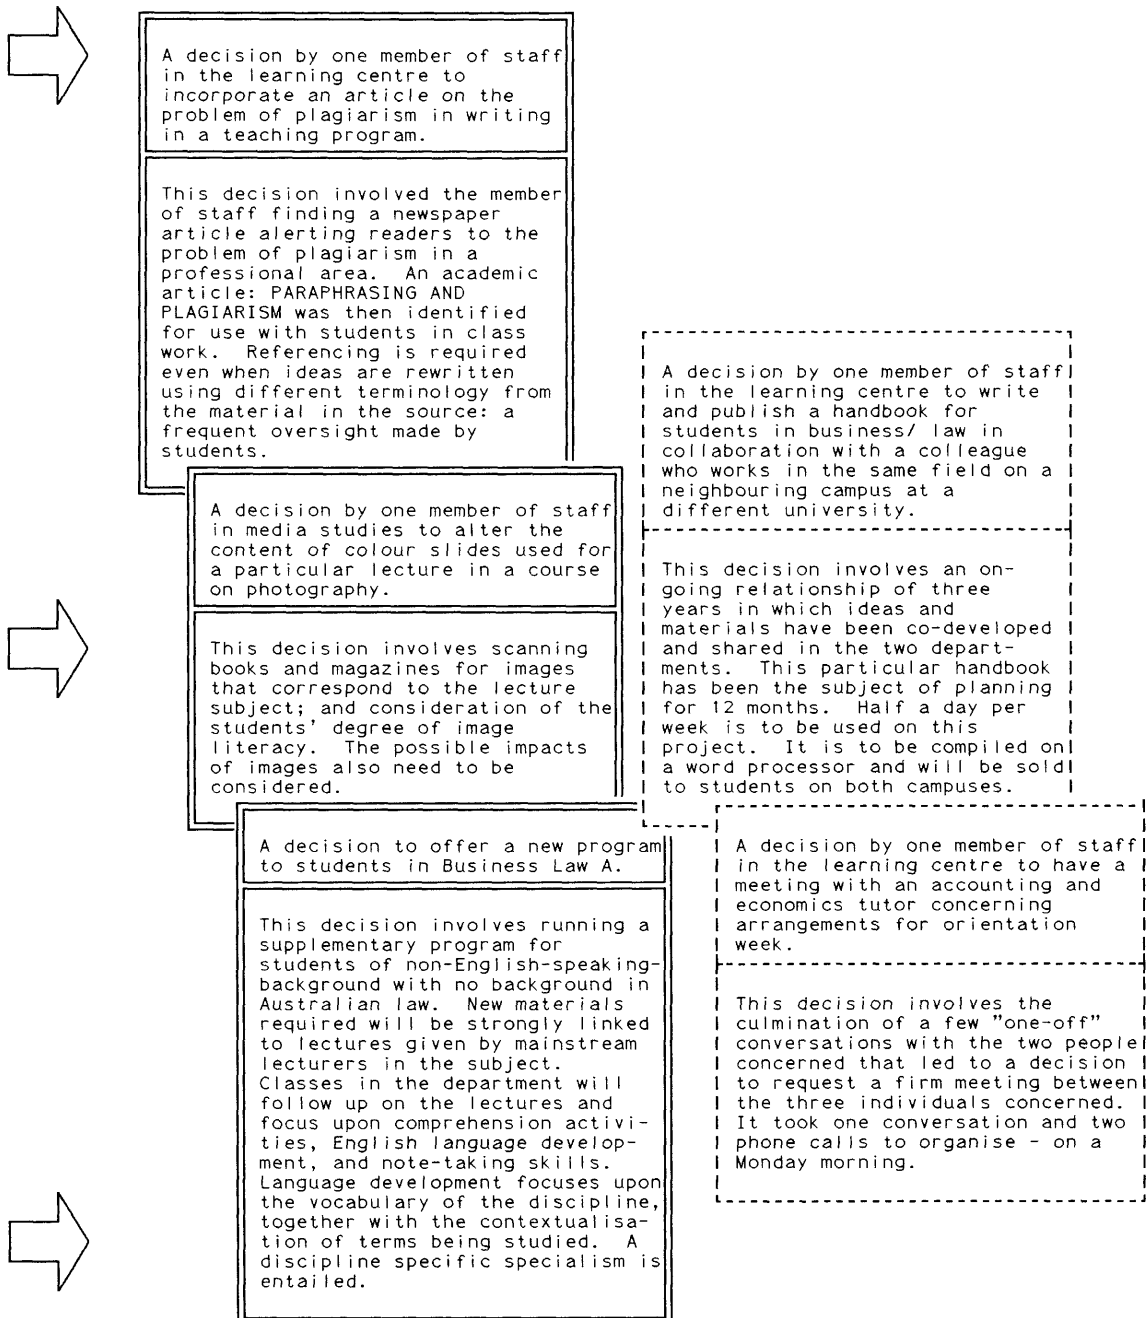 A decision by one member of staff
in the learning centre to
incorporate an article on the
problem of plagiarism in writing
in a teaching program.
This decision involved the member
of staff finding a newspaper
article alerting readers to the
problem of plagiarism in a
professional area. An academic
article: PARAPHRASING AND
PLAGIARISM was then identified
for use with students in class
work. Referencing is required
even when ideas are rewritten
using different terminology from
the material in the source: a
frequent oversight made by
students.
A decision by one member of staff
in media studies to alter the
content of colour slides used for
a particular lecture in a course
on photography.
This decision involves scanning
books and magazines for images
that correspond to the lecture
subject; and consideration of the
students' degree of image
literacy. The possible impacts
of images also need to be
considered.
A decision to offer a new program
to students in Business Law A.
This decision involves running a
supplementary program for
students of non-English-speaking-
background with no background in
Australian law. New materials
required will be strongly linked
to lectures given by mainstream
lecturers in the subject.
Classes in the department will
follow up on the lectures and
focus upon comprehension activi-
ties, English language develop-
ment, and note-taking skills.
Language development focuses upon
the vocabulary of the discipline,
together with the contextualisa-
tion of terms being studied. A
discipline specific specialism is
entailed.
A decision by one member of staff
in the learning centre to write
and publish a handbook for
students in business/ law in
collaboration with a colleague
who works in the same field on a
neighbouring campus at a
different university.
This decision involves an on-
going relationship of three
years in which ideas and
materials have been co-developed
and shared in the two depart-
ments. This particular handbook
has been the subject of planning
for 12 months. Half a day per
week is to be used on this
project. It is to be compiled on
a word processor and will be sold
to students on both campuses.
A decision by one member of staff
in the learning centre to have a
meeting with an accounting and
economics tutor concerning
arrangements for orientation
week.
This decision involves the
culmination of a few "one-off"
conversations with the two people
concerned that led to a decision
to request a firm meeting between
the three individuals concerned.
It took one conversation and two
phone calls to organise - on a
Monday morning.